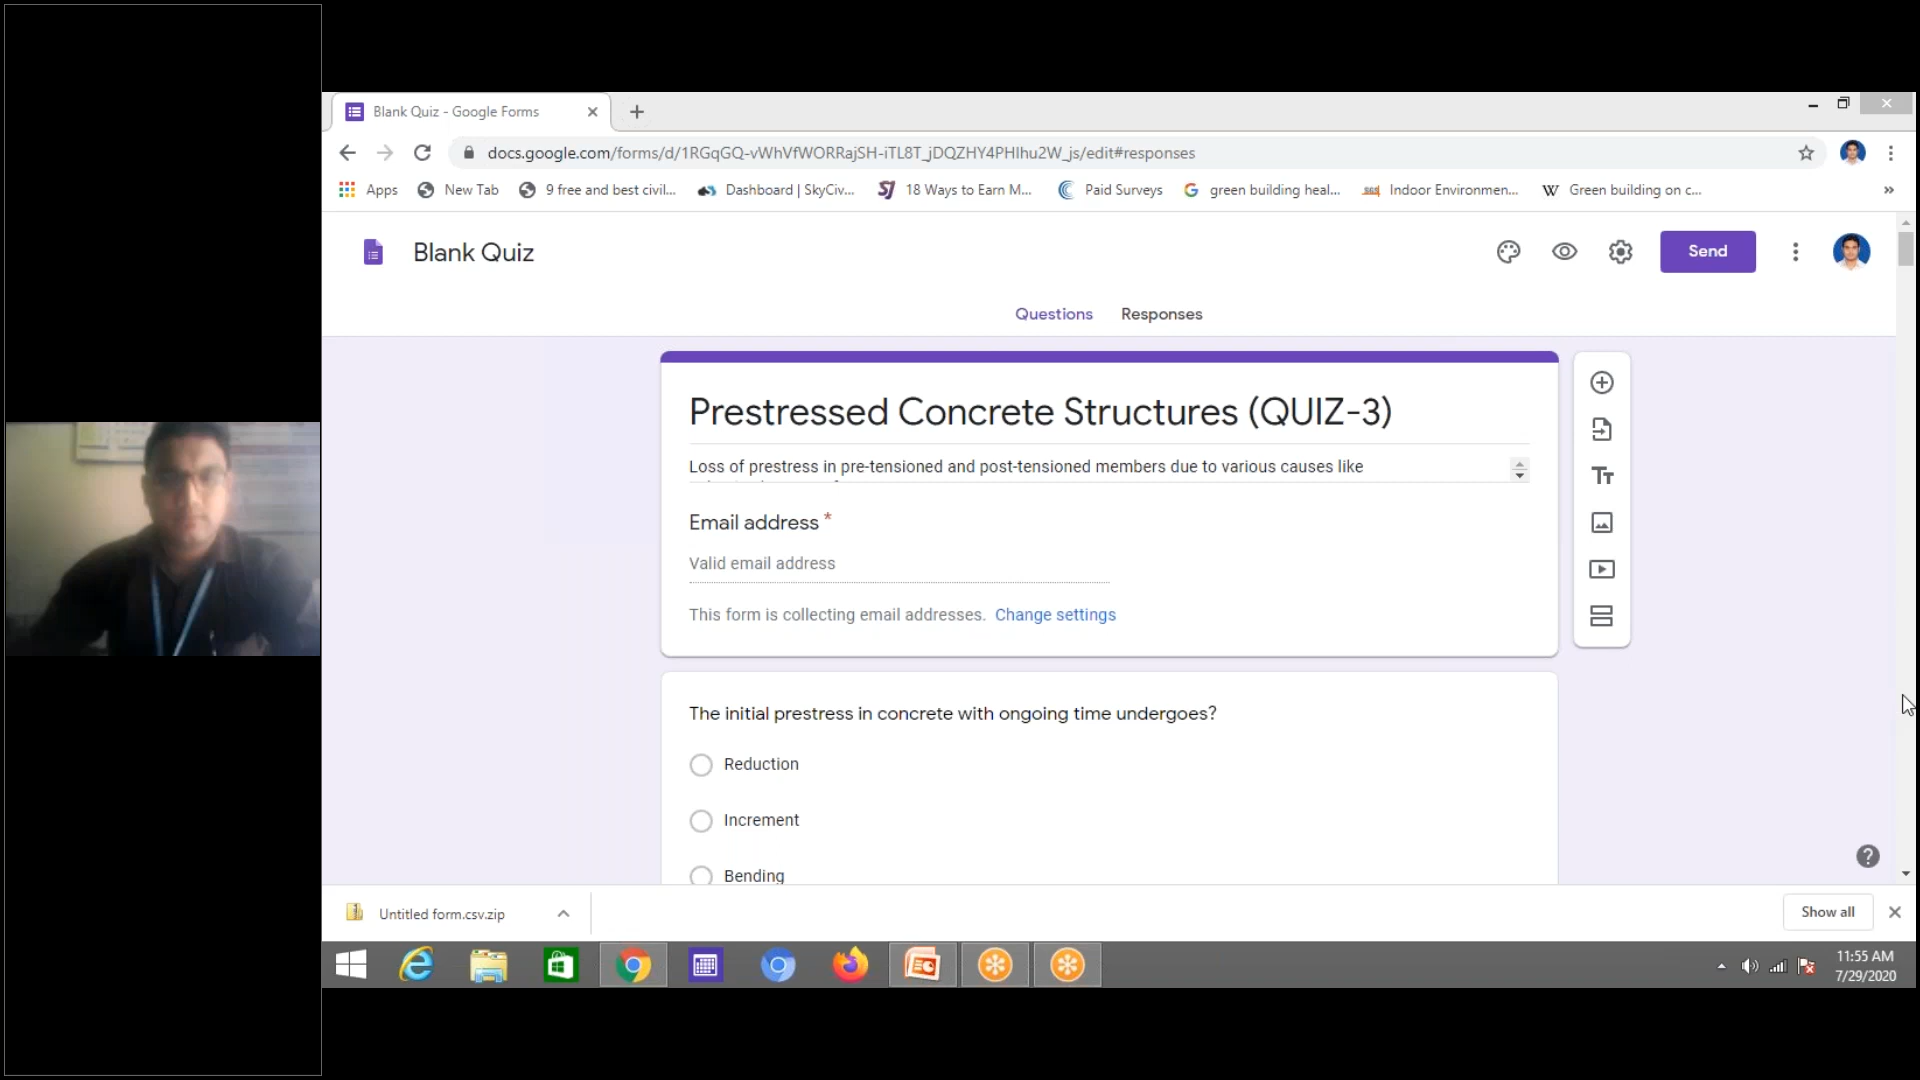 Blank Quiz - Google Forms
docs.google.com/forms/d/1RGqGQ-vWhVfWORRajSH-iTL8T_jDQZHY4PHIhu2W_js/edit#responses
Apps New Tab 9 free and best civil... Dashboard | SkyCiv... 18 Ways to Earn M... Paid Surveys green building heal... Indoor Environmen... Green building on c... »
Blank Quiz Send
Questions Responses
Prestressed Concrete Structures (QUIZ-3)
Loss of prestress in pre-tensioned and post-tensioned members due to various causes like
Email address *
Valid email address
This form is collecting email addresses. Change settings
The initial prestress in concrete with ongoing time undergoes?
Reduction
Increment
Bending
Untitled form.csv.zip Show all
11:55 AM
7/29/2020